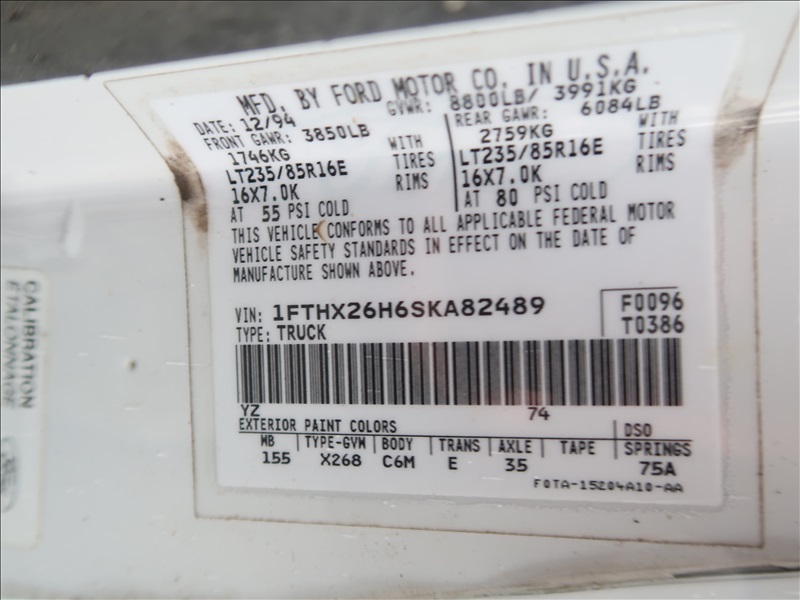 MFD. BY FORD MOTOR CO. IN U.S.A.
DATE: 12/94 GVWR: 8800LB/ 3991KG
FRONT GAWR: 3850LB REAR GAWR: 6084LB
1746KG WITH 2759KG WITH
LT235/85R16E TIRES LT235/85R16E TIRES
16X7.0K RIMS 16X7.0K RIMS
AT 55 PSI COLD AT 80 PSI COLD
THIS VEHICLE CONFORMS TO ALL APPLICABLE FEDERAL MOTOR
VEHICLE SAFETY STANDARDS IN EFFECT ON THE DATE OF
MANUFACTURE SHOWN ABOVE.
VIN: 1FTHX26H6SKA82489 F0096
TYPE: TRUCK T0386
YZ 74
EXTERIOR PAINT COLORS DSO
WB TYPE-GVW BODY TRANS AXLE TAPE SPRINGS
155 X268 C6M E 35 75A
F0TA-15204A10-AA
CALIBRATION
ETALONNAGE